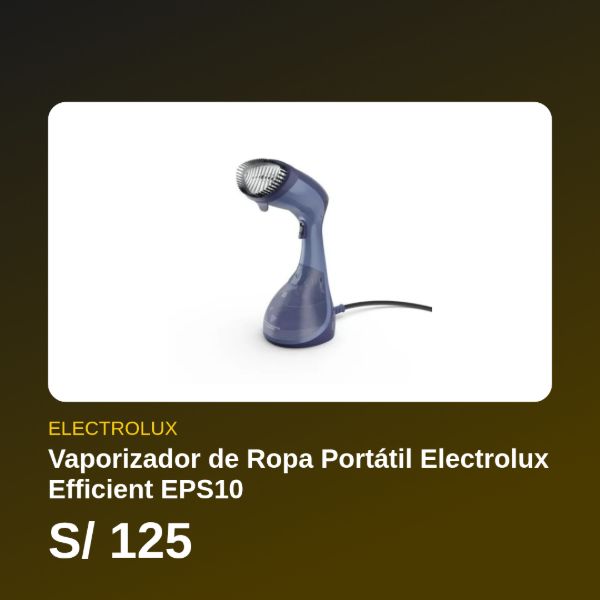 ELECTROLUX
Vaporizador de Ropa Portátil Electrolux
Efficient EPS10
S/ 125